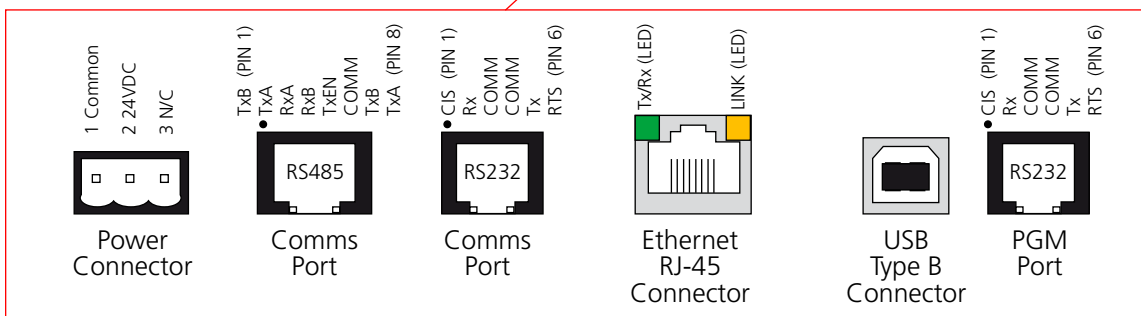 1 Common
2 24VDC
3 N/C
Power
Connector
TxB (PIN 1)
TxA
RxA
RxB
TxEN
COMM
TxB
TxA (PIN 8)
RS485
Comms
Port
CIS (PIN 1)
Rx
COMM
COMM
Tx
RTS (PIN 6)
RS232
Comms
Port
Tx/Rx (LED)
LINK (LED)
Ethernet
RJ-45
Connector
USB
Type B
Connector
CIS (PIN 1)
Rx
COMM
COMM
Tx
RTS (PIN 6)
RS232
PGM
Port